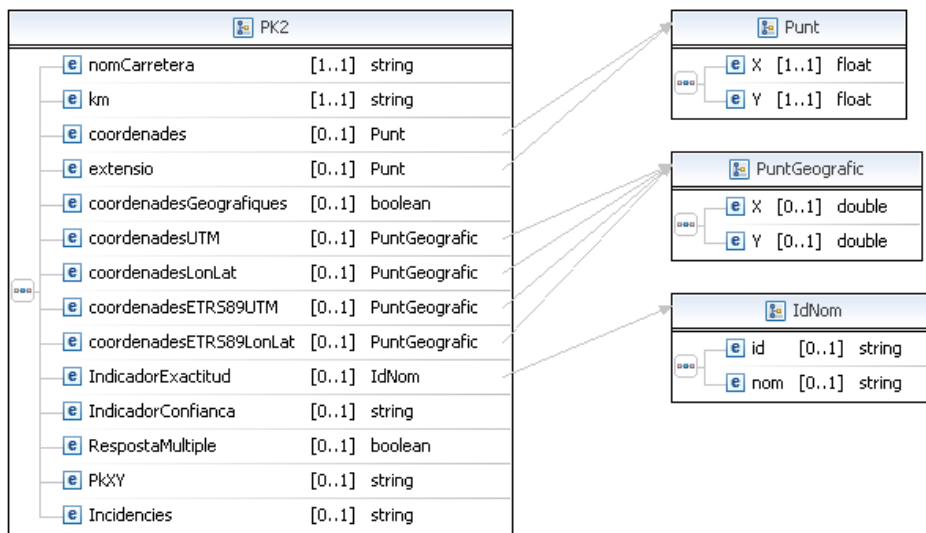 PK2
e nomCarretera [1..1] string
e km [1..1] string
e coordenades [0..1] Punt
e extensio [0..1] Punt
e coordenadesGeografiques [0..1] boolean
e coordenadesUTM [0..1] PuntGeografic
e coordenadesLonLat [0..1] PuntGeografic
e coordenadesETRS89UTM [0..1] PuntGeografic
e coordenadesETRS89LonLat [0..1] PuntGeografic
e IndicadorExactitud [0..1] IdNom
e IndicadorConfianca [0..1] string
e RespostaMultiple [0..1] boolean
e PkXY [0..1] string
e Incidencies [0..1] string
Punt
e X [1..1] float
e Y [1..1] float
PuntGeografic
e X [0..1] double
e Y [0..1] double
IdNom
e id [0..1] string
e nom [0..1] string